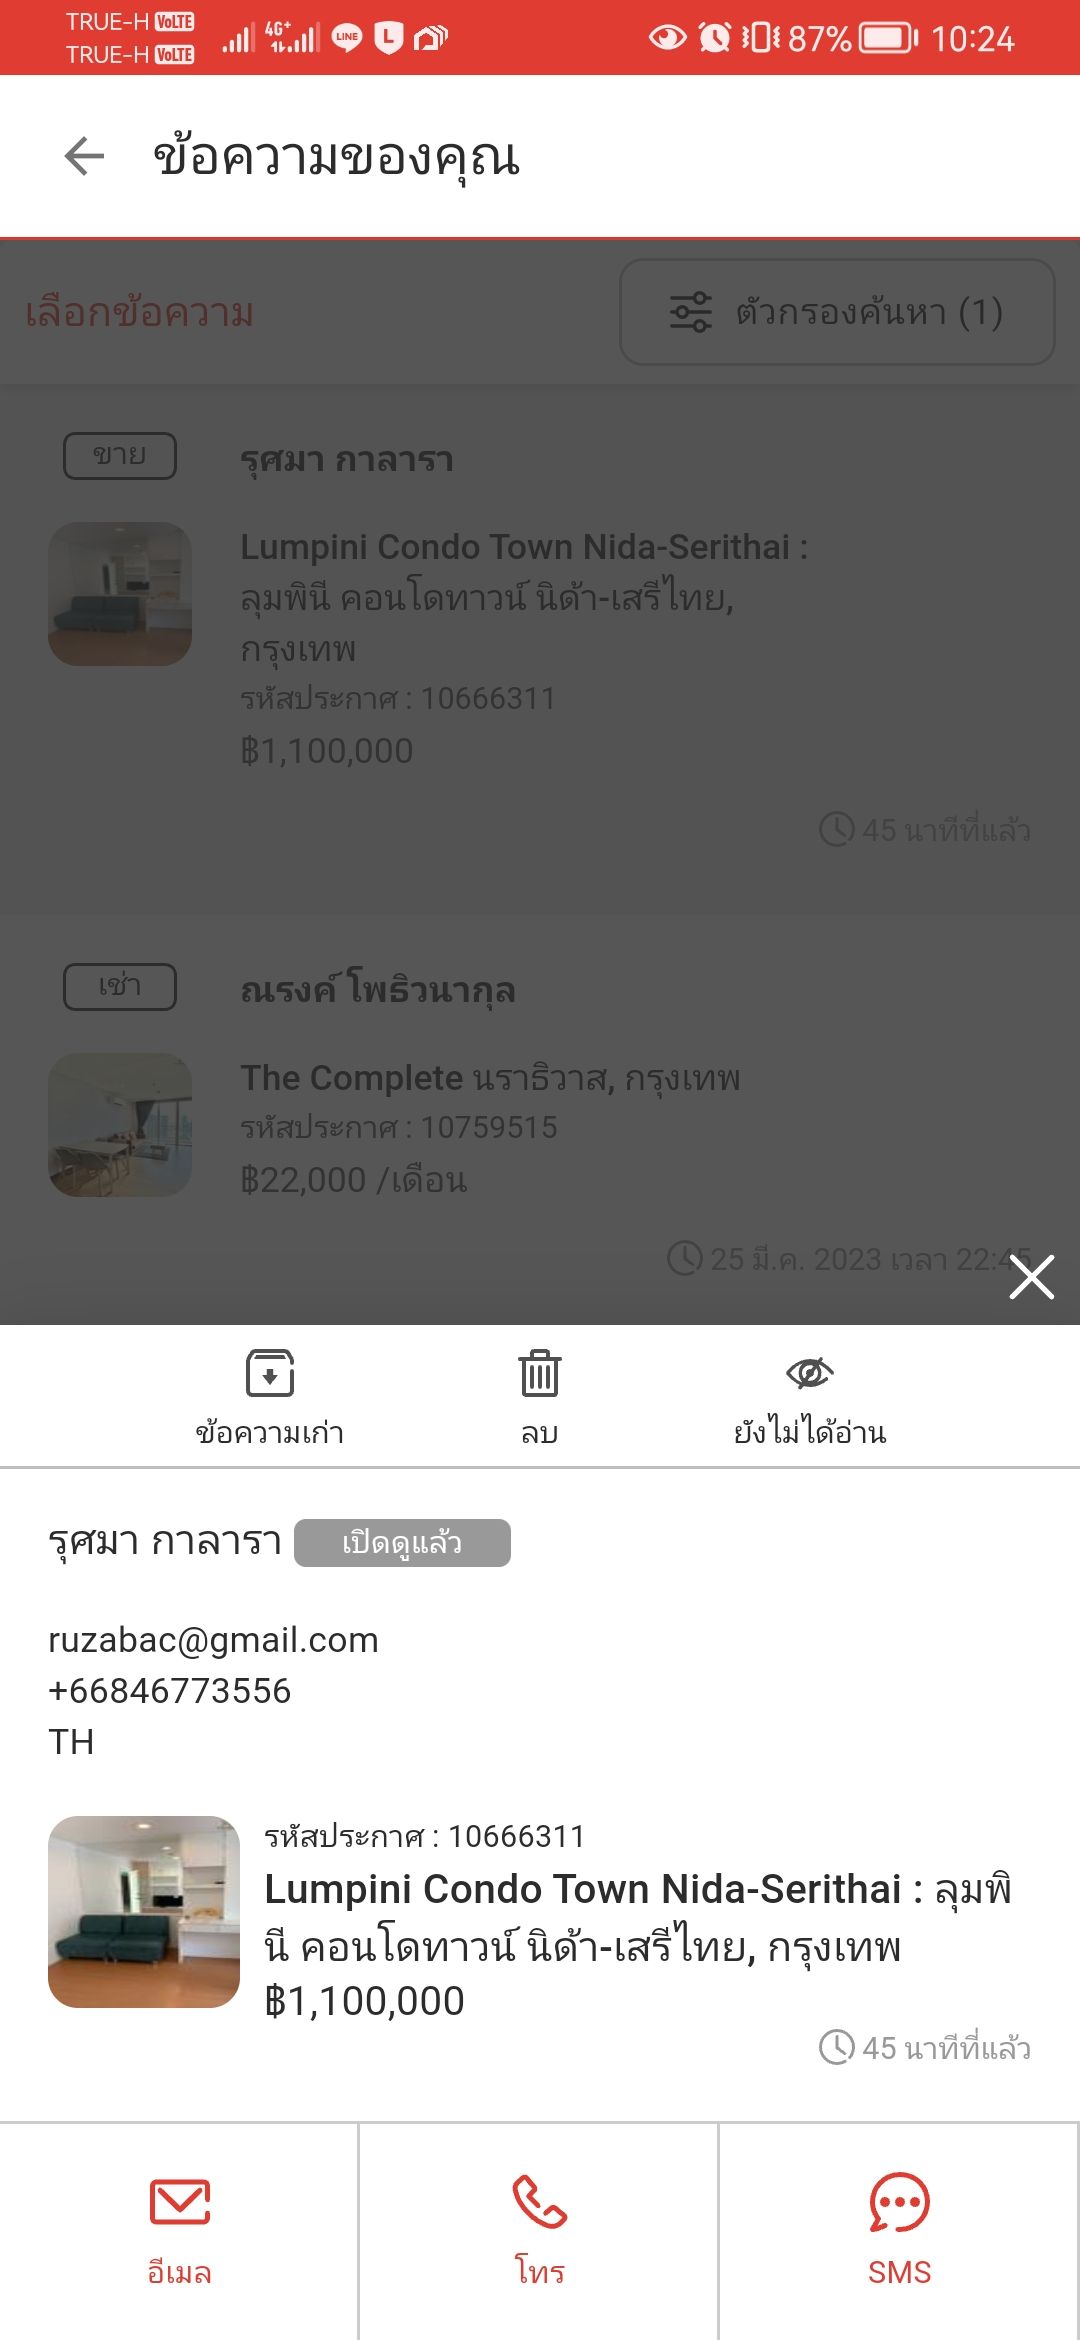 TRUE-H VoLTE
TRUE-H VoLTE
4G+
LINE
L
87%
10:24
ข้อความของคุณ
เลือกข้อความ
ตัวกรองค้นหา (1)
ขาย
รุศมา กาลารา
Lumpini Condo Town Nida-Serithai :
ลุมพินี คอนโดทาวน์ นิด้า-เสรีไทย,
กรุงเทพ
รหัสประกาศ : 10666311
฿1,100,000
45 นาทีที่แล้ว
เช่า
ณรงค์ โพธิวนากุล
The Complete นราธิวาส, กรุงเทพ
รหัสประกาศ : 10759515
฿22,000 /เดือน
25 มี.ค. 2023 เวลา 22:45
ข้อความเก่า
ลบ
ยังไม่ได้อ่าน
รุศมา กาลารา เปิดดูแล้ว
ruzabac@gmail.com
+66846773556
TH
รหัสประกาศ : 10666311
Lumpini Condo Town Nida-Serithai : ลุมพิ
นี คอนโดทาวน์ นิด้า-เสรีไทย, กรุงเทพ
฿1,100,000
45 นาทีที่แล้ว
อีเมล
โทร
SMS